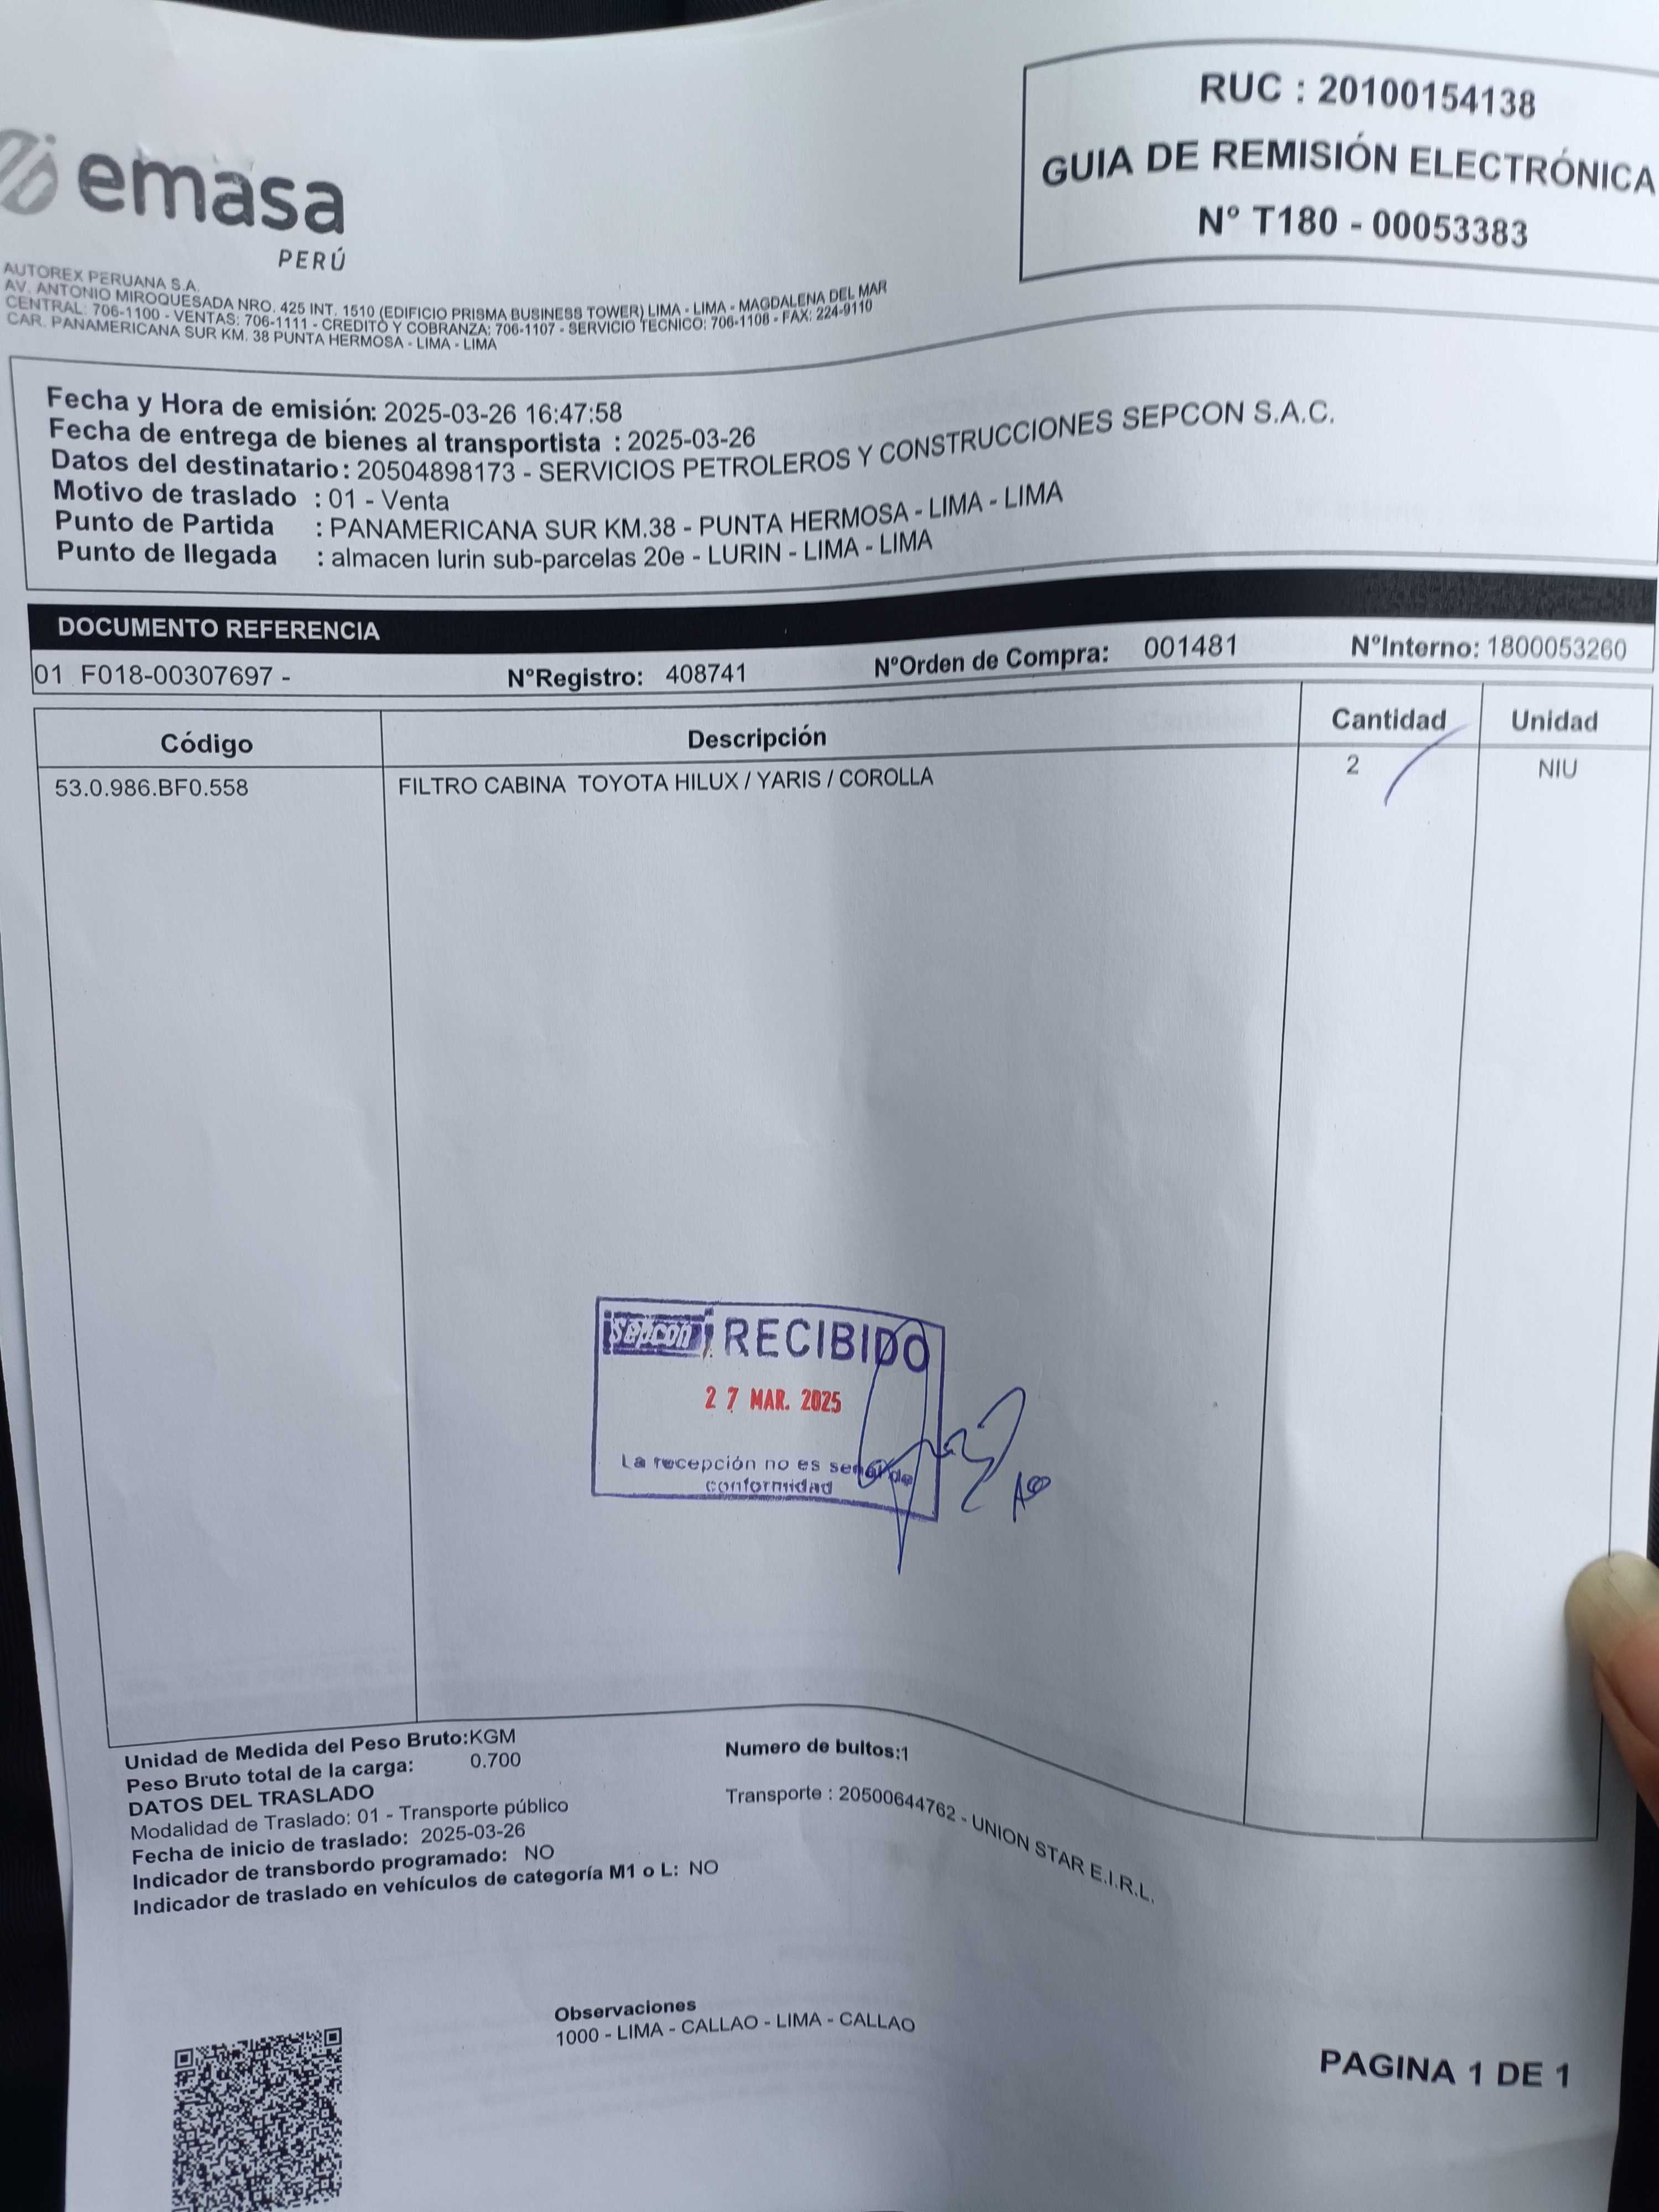 RUC : 20100154138
GUIA DE REMISIÓN ELECTRÓNICA
N° T180 - 00053383
emasa
PERÚ
AUTOREX PERUANA S.A.
AV. ANTONIO MIROQUESADA NRO. 425 INT. 1510 (EDIFICIO PRISMA BUSINESS TOWER) LIMA - LIMA - MAGDALENA DEL MAR
CENTRAL: 706-1100 - VENTAS: 706-1111 - CREDITO Y COBRANZA: 706-1107 - SERVICIO TECNICO: 706-1108 - FAX: 224-9110
CAR. PANAMERICANA SUR KM. 38 PUNTA HERMOSA - LIMA - LIMA
Fecha y Hora de emisión: 2025-03-26 16:47:58
Fecha de entrega de bienes al transportista : 2025-03-26
Datos del destinatario : 20504898173 - SERVICIOS PETROLEROS Y CONSTRUCCIONES SEPCON S.A.C.
Motivo de traslado : 01 - Venta
Punto de Partida : PANAMERICANA SUR KM.38 - PUNTA HERMOSA - LIMA - LIMA
Punto de llegada : almacen lurin sub-parcelas 20e - LURIN - LIMA - LIMA
DOCUMENTO REFERENCIA
01 F018-00307697 - N°Registro: 408741 N°Orden de Compra: 001481 N°Interno: 1800053260
Código Descripción Cantidad Unidad
53.0.986.BF0.558 FILTRO CABINA TOYOTA HILUX / YARIS / COROLLA 2 NIU
sepcon RECIBIDO
27 MAR. 2025
La recepción no es señal de
conformidad
Unidad de Medida del Peso Bruto:KGM
Peso Bruto total de la carga: 0.700
Numero de bultos:1
DATOS DEL TRASLADO
Modalidad de Traslado: 01 - Transporte público
Transporte : 20500644762 - UNION STAR E.I.R.L.
Fecha de inicio de traslado: 2025-03-26
Indicador de transbordo programado: NO
Indicador de traslado en vehículos de categoría M1 o L: NO
Observaciones
1000 - LIMA - CALLAO - LIMA - CALLAO
PAGINA 1 DE 1